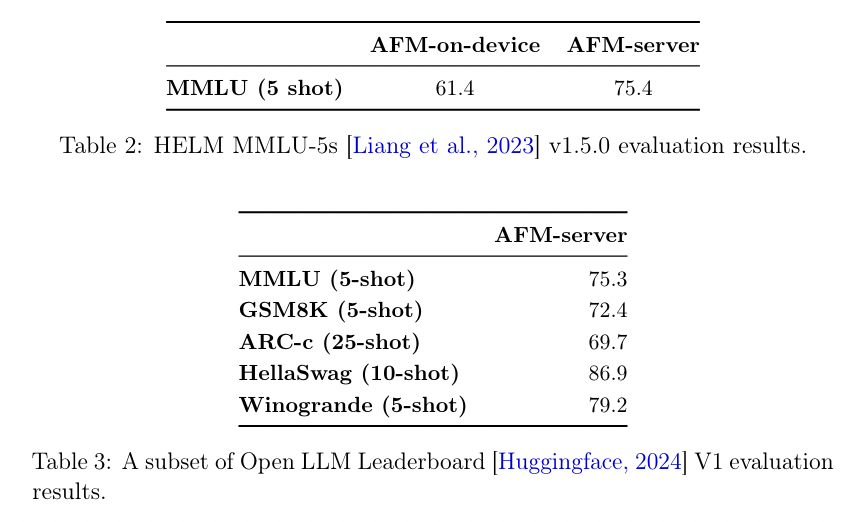 AFM-on-device AFM-server
MMLU (5 shot) 61.4 75.4
Table 2: HELM MMLU-5s [Liang et al., 2023] v1.5.0 evaluation results.
AFM-server
MMLU (5-shot) 75.3
GSM8K (5-shot) 72.4
ARC-c (25-shot) 69.7
HellaSwag (10-shot) 86.9
Winogrande (5-shot) 79.2
Table 3: A subset of Open LLM Leaderboard [Huggingface, 2024] V1 evaluation
results.